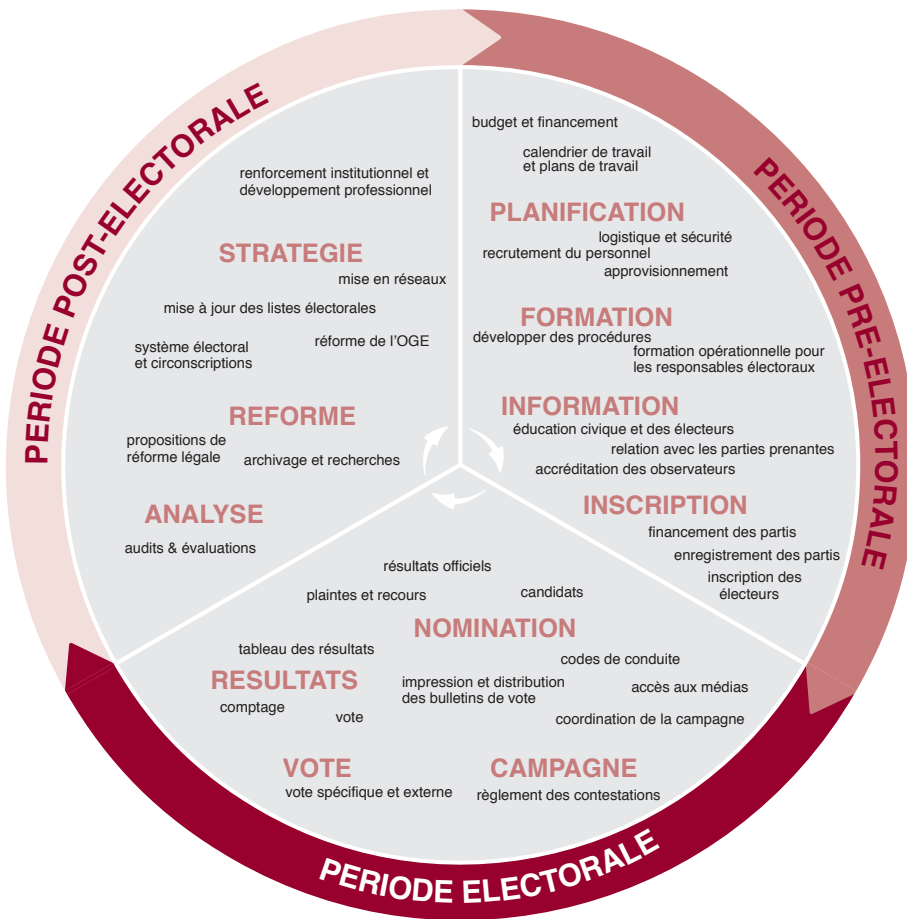 PERIODE PRE-ELECTORALE
budget et financement
calendrier de travail
et plans de travail
PLANIFICATION
logistique et sécurité
recrutement du personnel
approvisionnement
FORMATION
développer des procédures
formation opérationnelle pour
les responsables électoraux
INFORMATION
éducation civique et des électeurs
relation avec les parties prenantes
accréditation des observateurs
INSCRIPTION
financement des partis
enregistrement des partis
inscription des
électeurs
PERIODE ELECTORALE
résultats officiels
plaintes et recours
candidats
NOMINATION
tableau des résultats
codes de conduite
RESULTATS
impression et distribution
des bulletins de vote
accès aux médias
comptage
vote
coordination de la campagne
VOTE
CAMPAGNE
vote spécifique et externe
règlement des contestations
PERIODE POST-ELECTORALE
renforcement institutionnel et
développement professionnel
STRATEGIE
mise en réseaux
mise à jour des listes électorales
système électoral
et circonscriptions
réforme de l'OGE
REFORME
propositions de
réforme légale
archivage et recherches
ANALYSE
audits & évaluations